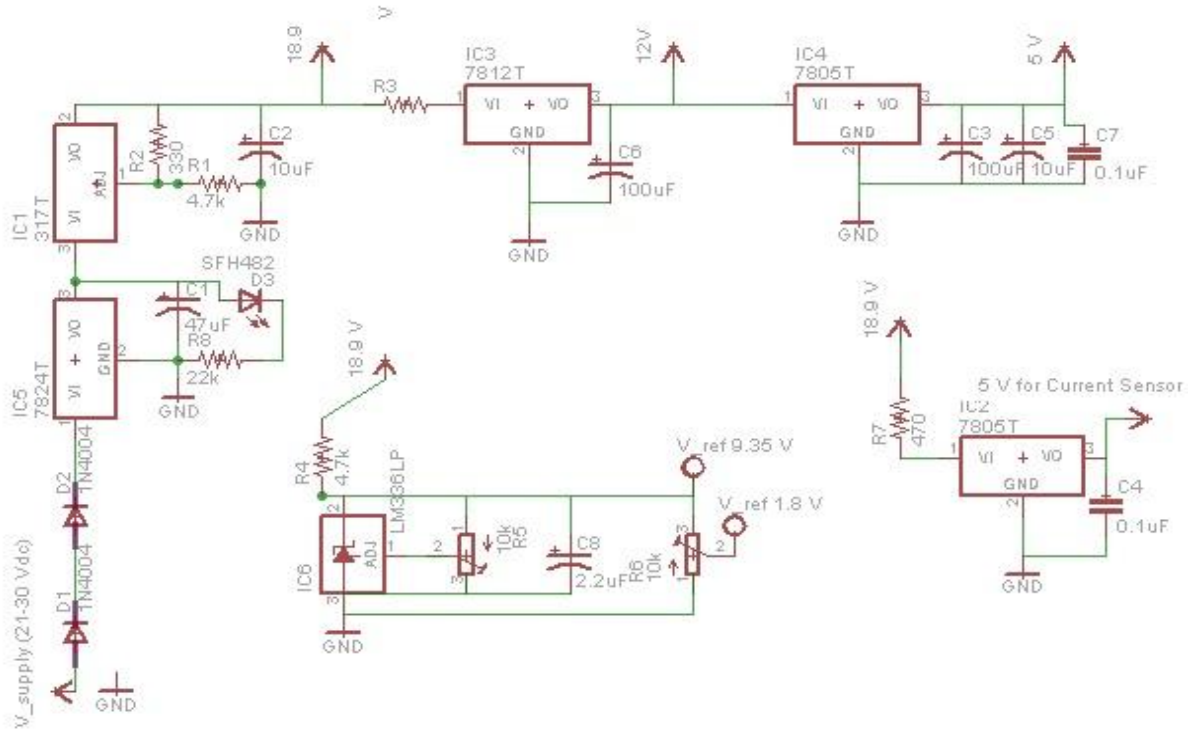 V
18.9
12V
5 V
IC3
7812T
IC4
7805T
R3
1
VI
VO
3
GND
2
1
VI
VO
3
GND
2
C6
100uF
GND
C3
100uF
C5
10uF
C7
0.1uF
GND
IC1
317T
2
VO
ADJ
1
VI
3
R2
330
R1
4.7k
C2
10uF
GND
SFH482
D3
C1
47uF
R8
22k
GND
IC5
7824T
3
VO
GND
2
VI
1
D2
1N4004
D1
1N4004
V_supply (21-30 Vdc)
GND
18.9 V
R4
4.7k
LM336LP
IC6
2
ADJ
1
3
1
2
3
10k
R5
C8
2.2uF
V_ref 9.35 V
V_ref 1.8 V
R6
10k
3
2
1
GND
18.9 V
R7
470
5 V for Current Sensor
IC2
7805T
1
VI
VO
3
GND
2
C4
0.1uF
GND